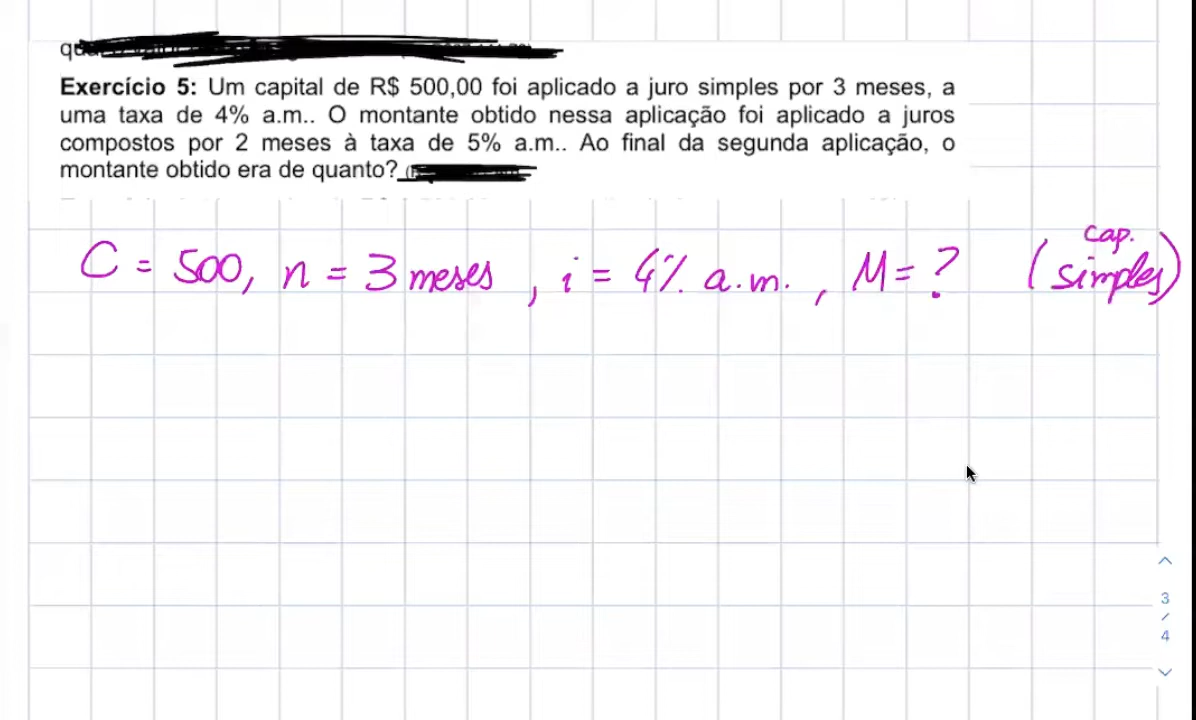 Exercício 5: Um capital de R$ 500,00 foi aplicado a juro simples por 3 meses, a
uma taxa de 4% a.m.. O montante obtido nessa aplicação foi aplicado a juros
compostos por 2 meses à taxa de 5% a.m.. Ao final da segunda aplicação, o
montante obtido era de quanto?
C = 500, n = 3 meses, i = 4% a.m., M = ? (cap. simples)
3
/
4